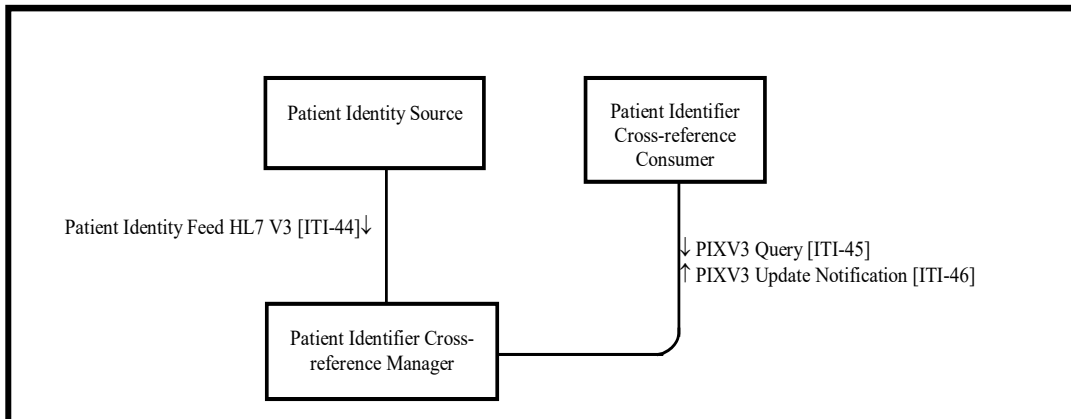 Patient Identity Source
Patient Identifier
Cross-reference
Consumer
Patient Identity Feed HL7 V3 [ITI-44]↓
↓ PIXV3 Query [ITI-45]
↑ PIXV3 Update Notification [ITI-46]
Patient Identifier Cross-
reference Manager